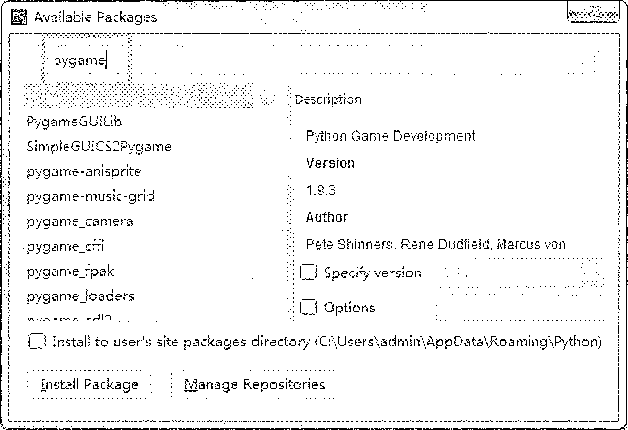 Available Packages
pygame
Description
PygameGUILib
SimpleGUICS2Pygame
pygame-anisprite
pygame-music-grid
pygame_camera
pygame_cffi
pygame_fpak
pygame_loaders
Python Game Development
Version
1.9.3
Author
Pete Shinners, Rene Dudfield, Marcus von
Specify version
Options
Install to user's site packages directory (C:\Users\admin\AppData\Roaming\Python)
Install Package
Manage Repositories